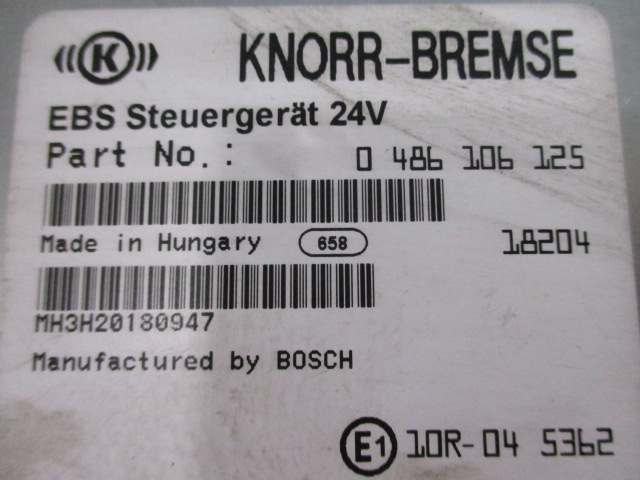 ((K)) KNORR-BREMSE
EBS Steuergerät 24V
Part No.: 0 486 106 125
Made in Hungary 658 18204
MH3H20180947
Manufactured by BOSCH
E1 10R-04 5362